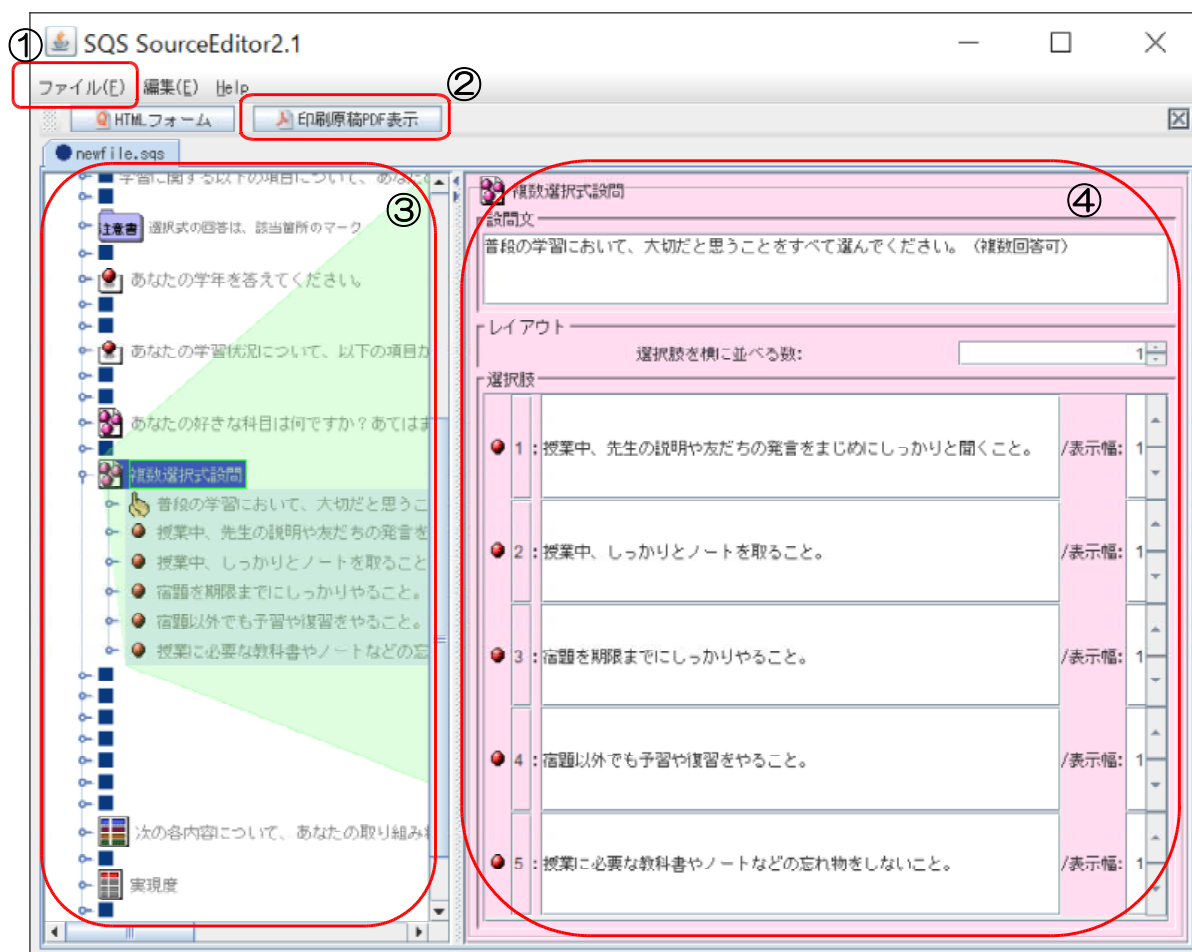 ①
SQS SourceEditor2.1
ファイル(F) 編集(E) Help
②
HTMLフォーム 印刷原稿PDF表示
newfile.sqs
③
学習に関する以下の項目について、あなたの
注意書 選択式の回答は、該当箇所のマーク
あなたの学年を答えてください。
あなたの学習状況について、以下の項目か
あなたの好きな科目は何ですか?あてはま
複数選択式設問
普段の学習において、大切だと思うこ
授業中、先生の説明や友だちの発言を
授業中、しっかりとノートを取ること
宿題を期限までにしっかりやること。
宿題以外でも予習や復習をやること。
授業に必要な教科書やノートなどの忘
次の各内容について、あなたの取り組み状
実現度
④
複数選択式設問
設問文
普段の学習において、大切だと思うことをすべて選んでください。(複数回答可)
レイアウト
選択肢を横に並べる数: 1
選択肢
1 :授業中、先生の説明や友だちの発言をまじめにしっかりと聞くこと。 /表示幅: 1
2 :授業中、しっかりとノートを取ること。 /表示幅: 1
3 :宿題を期限までにしっかりやること。 /表示幅: 1
4 :宿題以外でも予習や復習をやること。 /表示幅: 1
5 :授業に必要な教科書やノートなどの忘れ物をしないこと。 /表示幅: 1